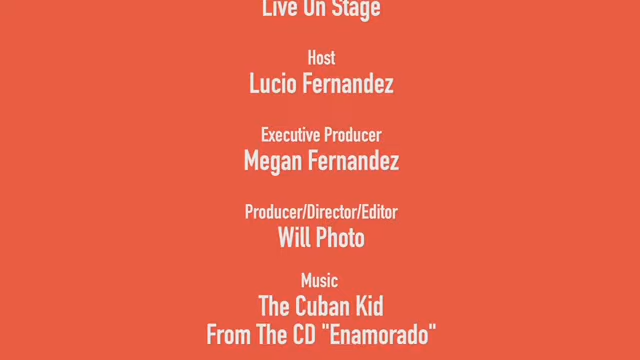 Live On Stage
Host
Lucio Fernandez
Executive Producer
Megan Fernandez
Producer/Director/Editor
Will Photo
Music
The Cuban Kid
From The CD "Enamorado"